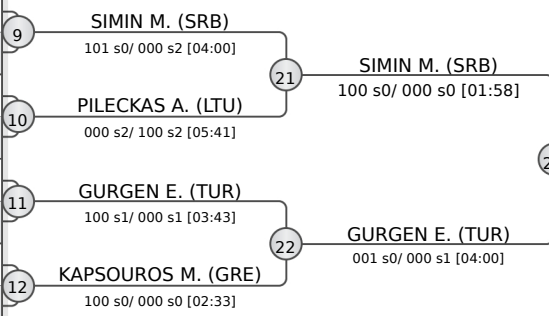 9
SIMIN M. (SRB)
101 s0/ 000 s2 [04:00]
21
SIMIN M. (SRB)
100 s0/ 000 s0 [01:58]
10
PILECKAS A. (LTU)
000 s2/ 100 s2 [05:41]
11
GURGEN E. (TUR)
100 s1/ 000 s1 [03:43]
22
GURGEN E. (TUR)
001 s0/ 000 s1 [04:00]
12
KAPSOUROS M. (GRE)
100 s0/ 000 s0 [02:33]